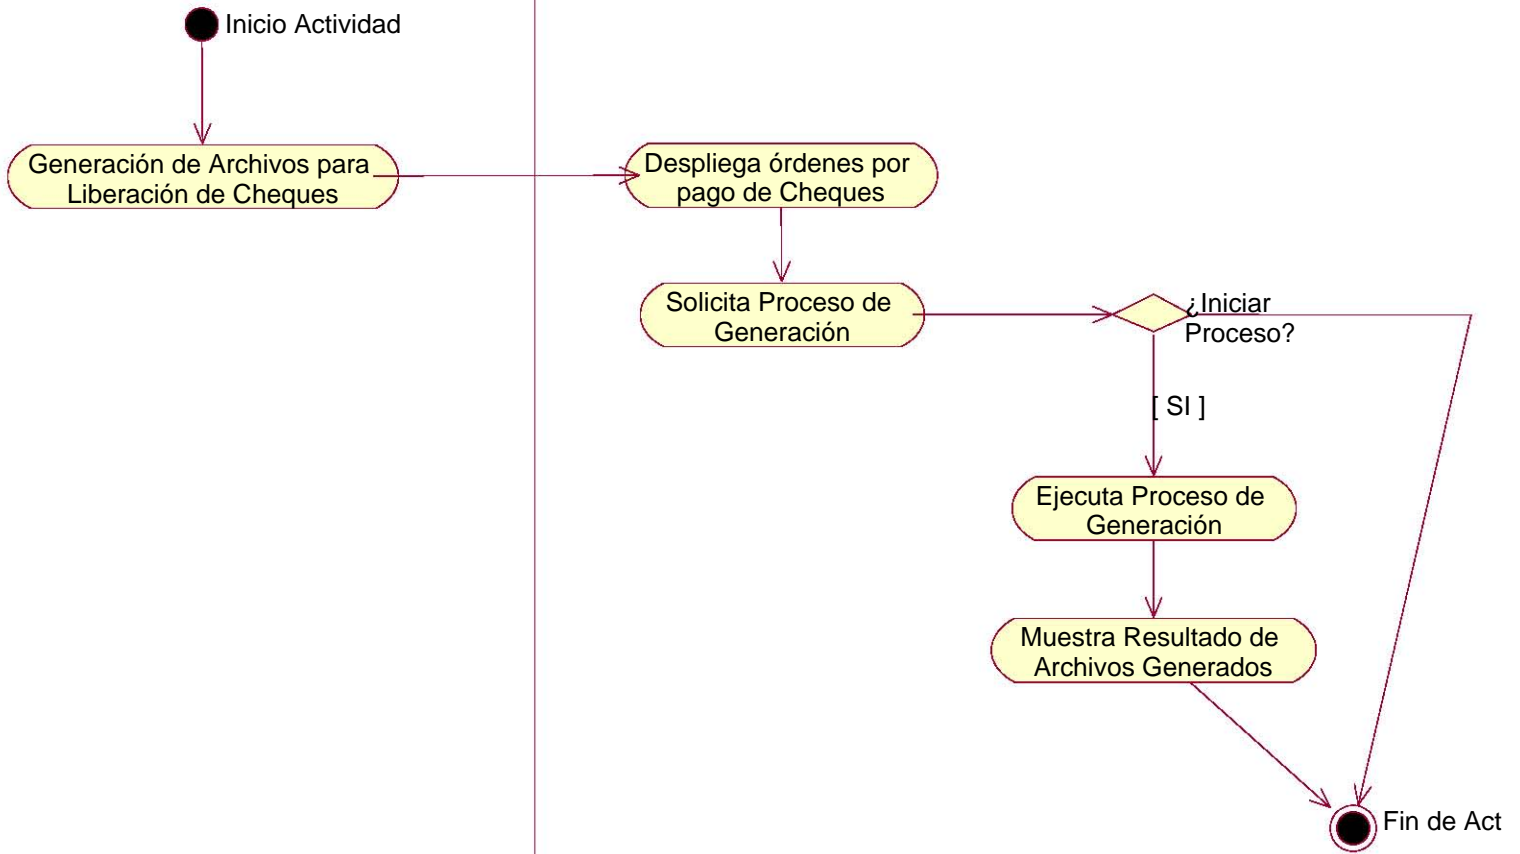 Inicio Actividad
Generación de Archivos para
Liberación de Cheques
Despliega órdenes por
pago de Cheques
Solicita Proceso de
Generación
¿Iniciar
Proceso?
[ SI ]
Ejecuta Proceso de
Generación
Muestra Resultado de
Archivos Generados
Fin de Act